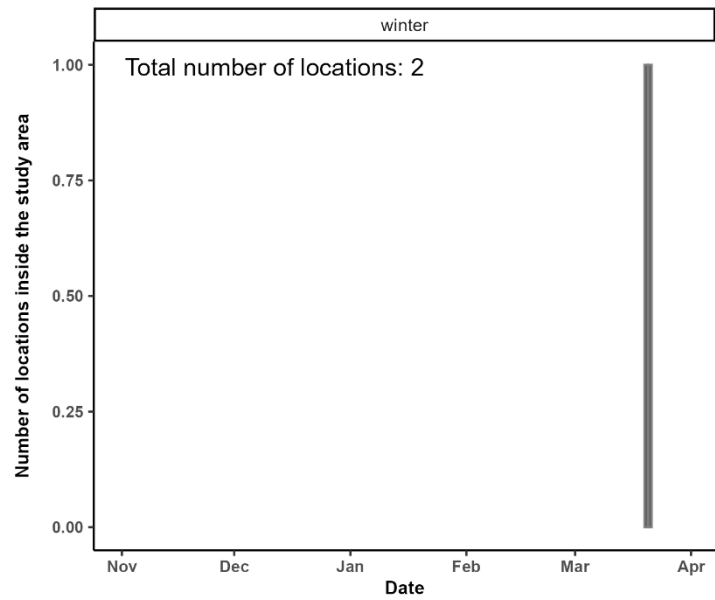 winter
Total number of locations: 2
Number of locations inside the study area
1.00
0.75
0.50
0.25
0.00
Nov Dec Jan Feb Mar Apr
Date